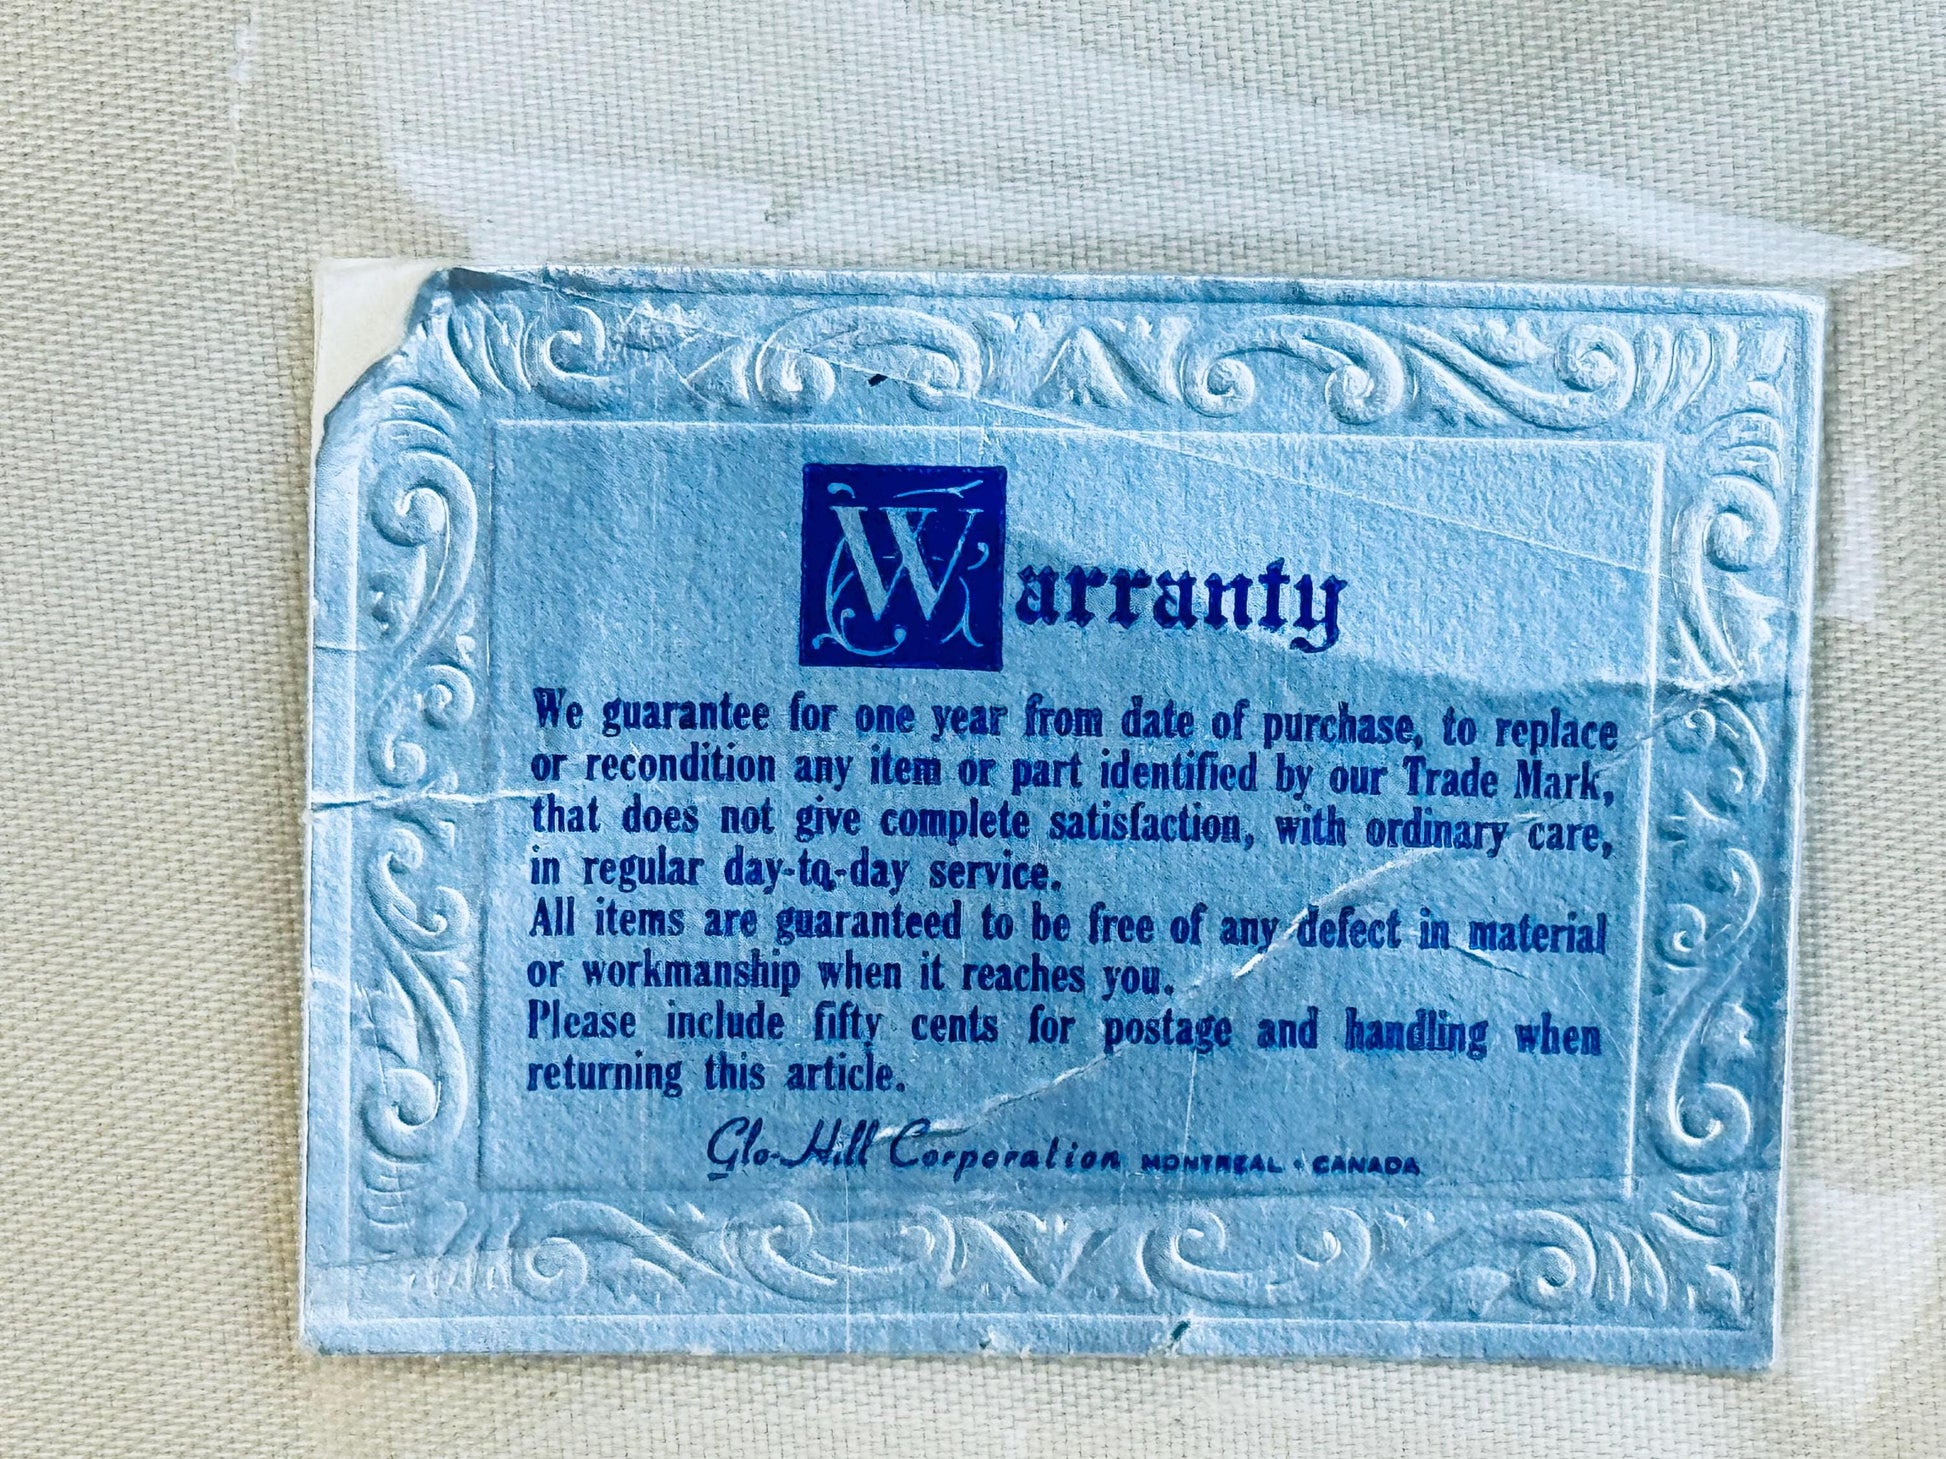 Warranty
We guarantee for one year from date of purchase, to replace
or recondition any item or part identified by our Trade Mark,
that does not give complete satisfaction, with ordinary care,
in regular day-to-day service.
All items are guaranteed to be free of any defect in material
or workmanship when it reaches you.
Please include fifty cents for postage and handling when
returning this article.
Glo-Hill Corporation MONTREAL • CANADA